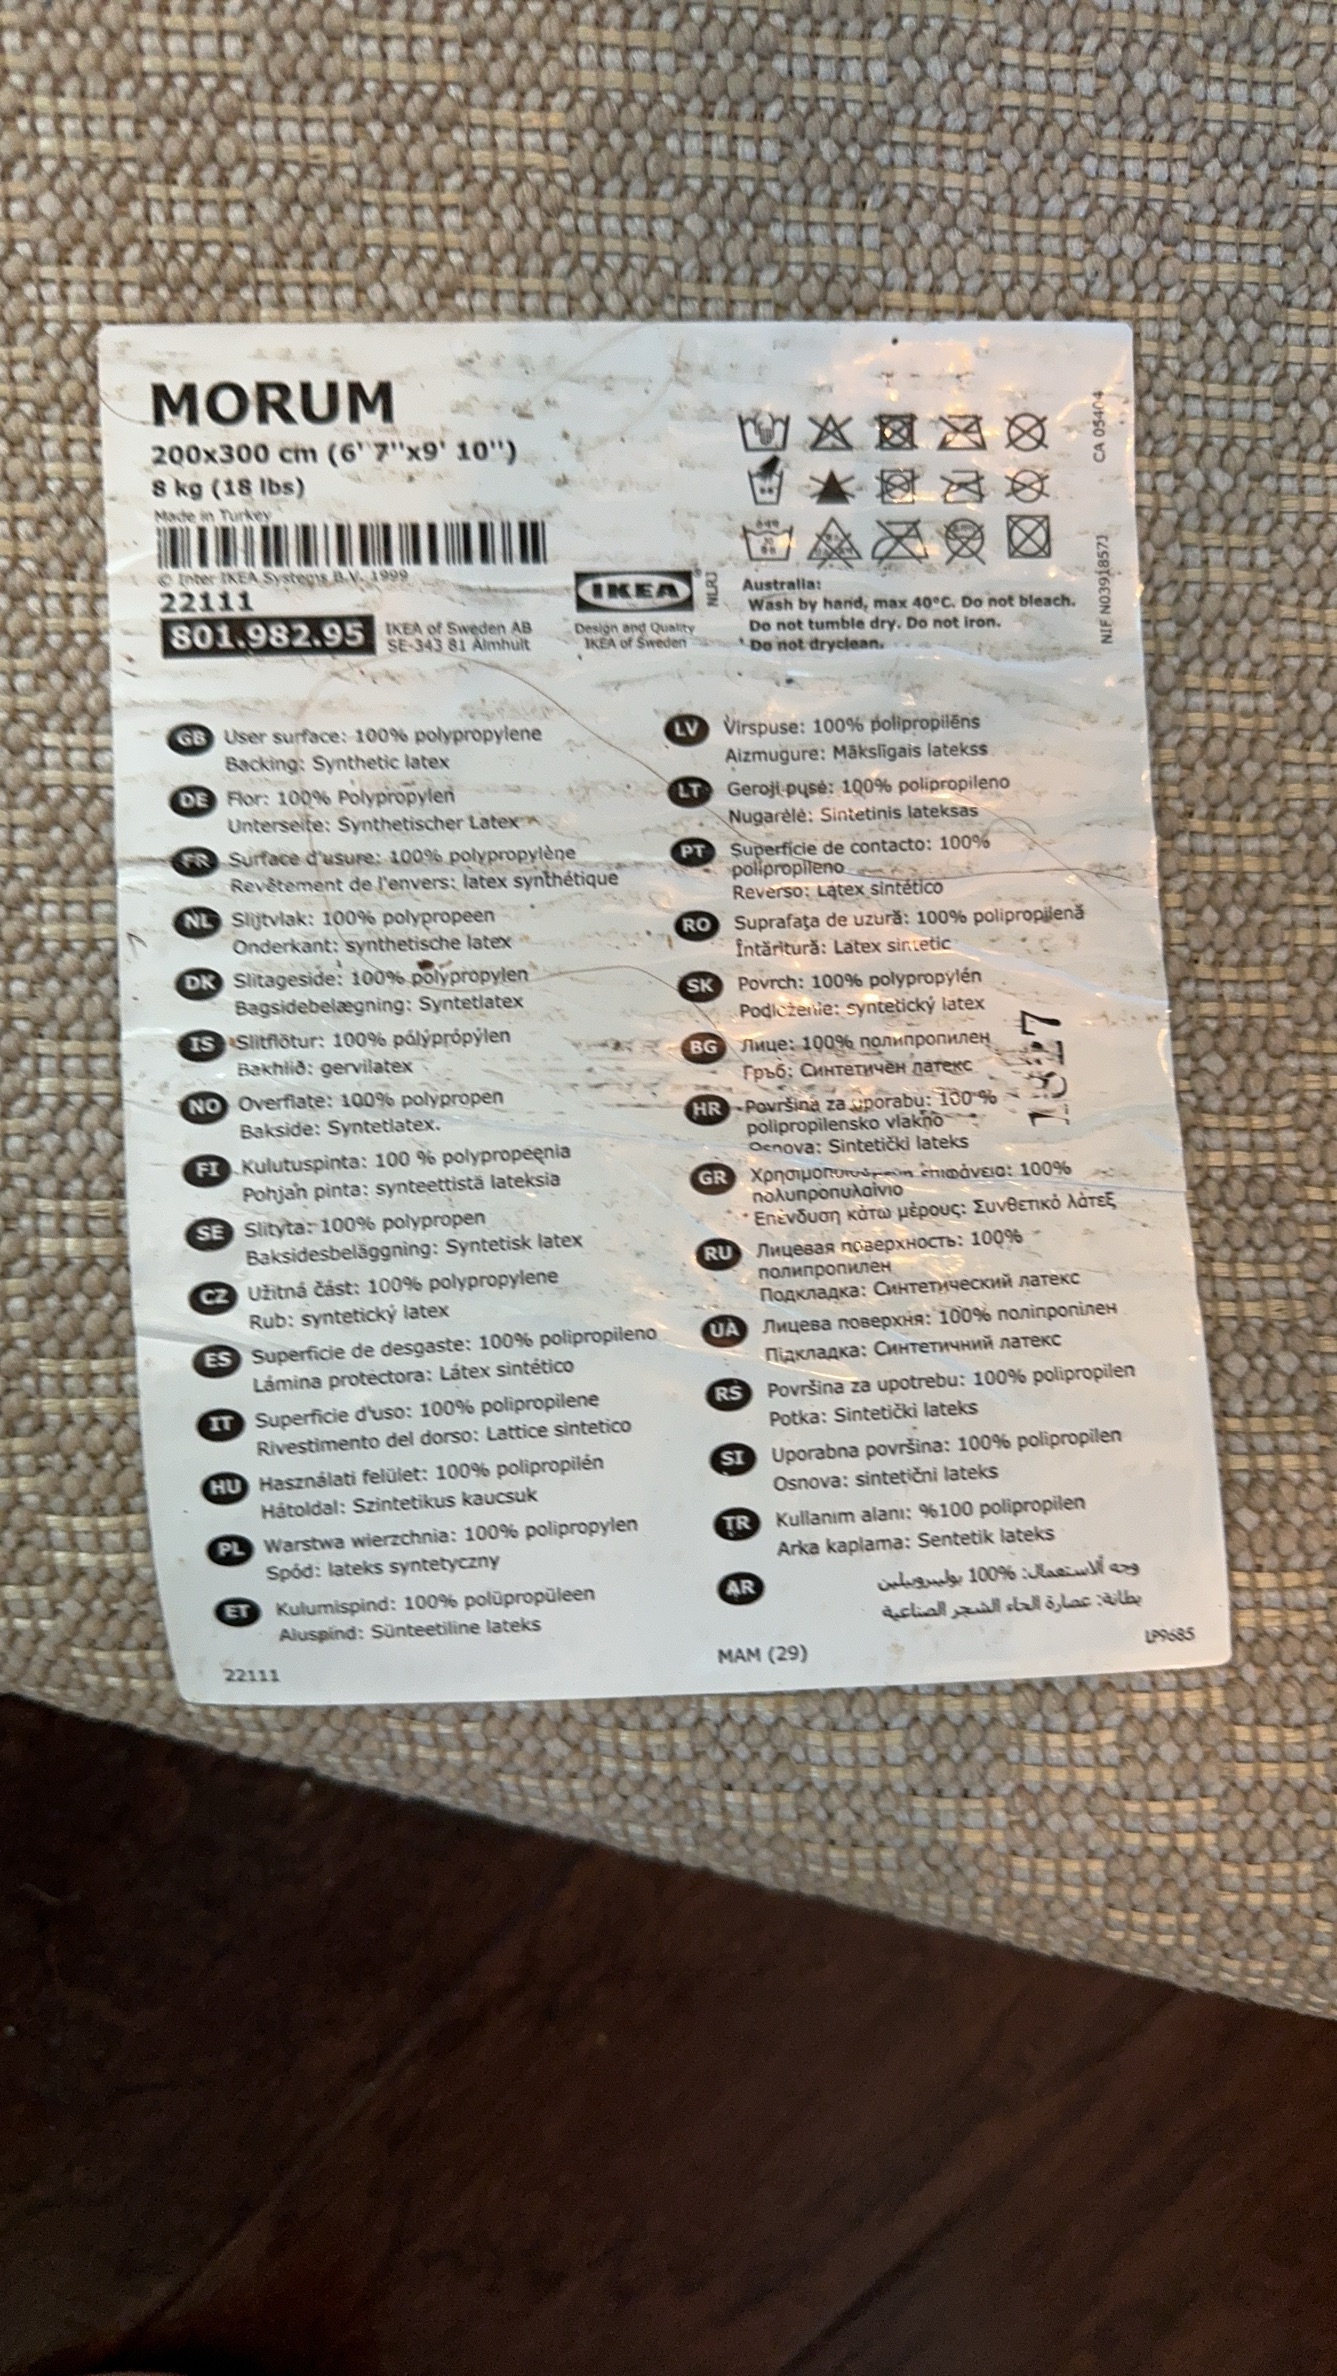 MORUM
200x300 cm (6' 7''x9' 10'')
8 kg (18 lbs)
Made in Turkey
© Inter IKEA Systems B.V. 1999
22111
801.982.95
IKEA of Sweden AB
SE-343 81 Älmhult
IKEA
®
Design and Quality
IKEA of Sweden
NLRJ
Australia:
Wash by hand, max 40°C. Do not bleach.
Do not tumble dry. Do not iron.
Do not dryclean.
CA 05404
NIF N0391857J
GB User surface: 100% polypropylene
Backing: Synthetic latex
DE Flor: 100% Polypropylen
Unterseite: Synthetischer Latex
FR Surface d'usure: 100% polypropylène
Revêtement de l'envers: latex synthétique
NL Slijtvlak: 100% polypropeen
Onderkant: synthetische latex
DK Slitageside: 100% polypropylen
Bagsidebelægning: Syntetlatex
IS Slitflötur: 100% pólýprópýlen
Bakhlið: gervilatex
NO Overflate: 100% polypropen
Bakside: Syntetlatex.
FI Kulutuspinta: 100 % polypropeenia
Pohjan pinta: synteettistä lateksia
SE Slityta: 100% polypropen
Baksidesbeläggning: Syntetisk latex
CZ Užitná část: 100% polypropylene
Rub: syntetický latex
ES Superficie de desgaste: 100% polipropileno
Lámina protectora: Látex sintético
IT Superficie d'uso: 100% polipropilene
Rivestimento del dorso: Lattice sintetico
HU Használati felület: 100% polipropilén
Hátoldal: Szintetikus kaucsuk
PL Warstwa wierzchnia: 100% polipropylen
Spód: lateks syntetyczny
ET Kulumispind: 100% polüpropüleen
Aluspind: Sünteetiline lateks
22111
LV Virspuse: 100% polipropilēns
Aizmugure: Mākslīgais latekss
LT Geroji pusė: 100% polipropileno
Nugarėlė: Sintetinis lateksas
PT Superfície de contacto: 100%
polipropileno
Reverso: Látex sintético
RO Suprafaţa de uzură: 100% polipropilenă
Întăritură: Latex sintetic
SK Povrch: 100% polypropylén
Podloženie: syntetický latex
BG Лице: 100% полипропилен
Гръб: Синтетичен латекс
HR Površina za uporabu: 100 %
polipropilensko vlakno
Osnova: Sintetički lateks
GR Χρησιμοποιούμενη επιφάνεια: 100%
πολυπροπυλαίνιο
Επένδυση κάτω μέρους: Συνθετικό λάτεξ
RU Лицевая поверхность: 100%
полипропилен
Подкладка: Синтетический латекс
UA Лицева поверхня: 100% поліпропілен
Підкладка: Синтетичний латекс
RS Površina za upotrebu: 100% polipropilen
Potka: Sintetički lateks
SI Uporabna površina: 100% polipropilen
Osnova: sintetični lateks
TR Kullanım alanı: %100 polipropilen
Arka kaplama: Sentetik lateks
AR وجه الاستعمال: 100% بوليبروبيلين
بطانة: عصارة لحاء الشجر الصناعية
MAM (29)
LP9685